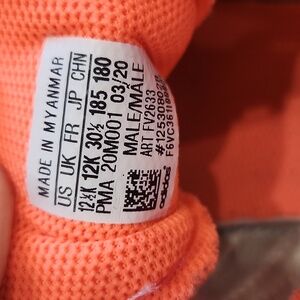 MADE IN MYANMAR
US UK FR JP CHN
12½K 12K 30½ 185 180
PMA 20M001 03/20
MALE/MALE
ART FV2633
adidas